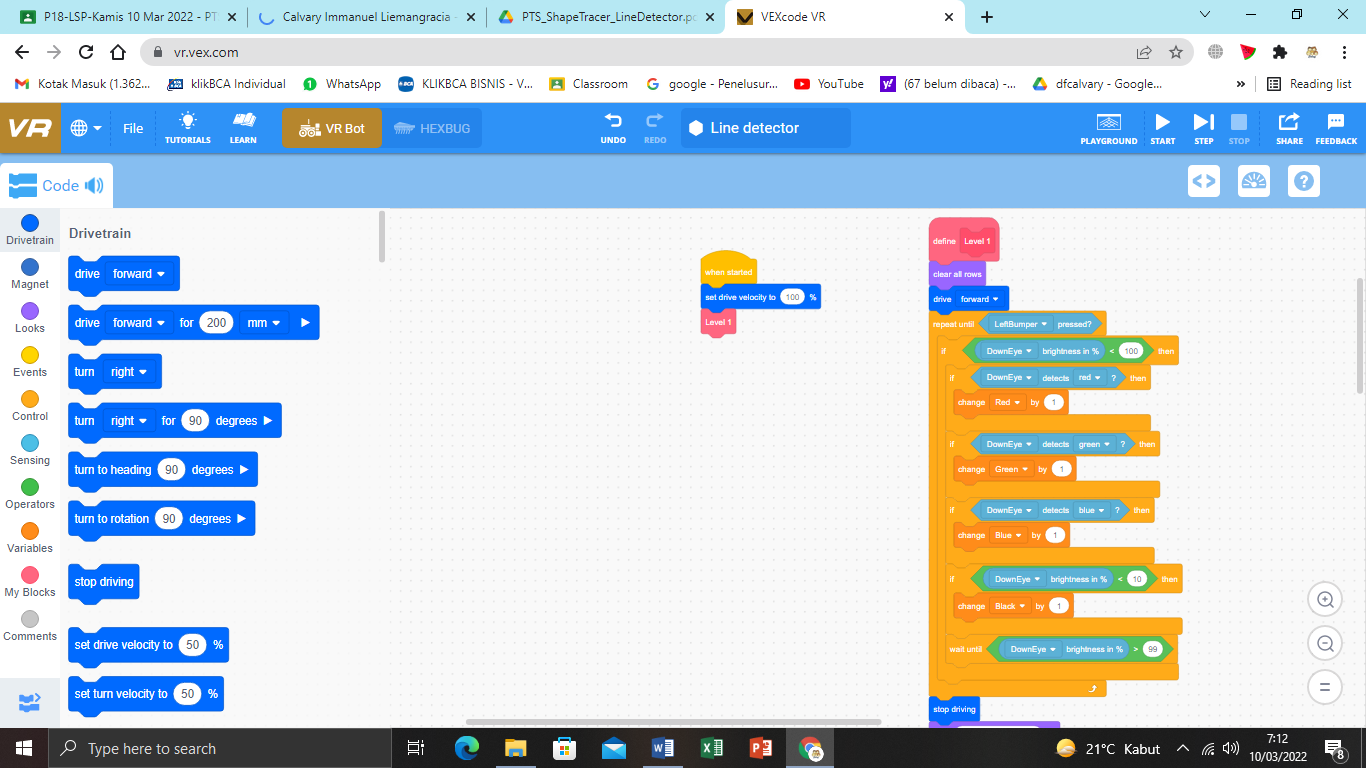 P18-LSP-Kamis 10 Mar 2022 - PT
Calvary Immanuel Liemangracia -
PTS_ShapeTracer_LineDetector.pd
VEXcode VR
vr.vex.com
Kotak Masuk (1.362...
klikBCA Individual
WhatsApp
KLIKBCA BISNIS - V...
Classroom
google - Penelusur...
YouTube
(67 belum dibaca) -...
dfcalvary - Google...
»
Reading list
VR
File
TUTORIALS
LEARN
VR Bot
HEXBUG
UNDO
REDO
Line detector
PLAYGROUND
START
STEP
STOP
SHARE
FEEDBACK
Code
Drivetrain
Magnet
Looks
Events
Control
Sensing
Operators
Variables
My Blocks
Comments
Drivetrain
drive forward
drive forward for 200 mm
turn right
turn right for 90 degrees
turn to heading 90 degrees
turn to rotation 90 degrees
stop driving
set drive velocity to 50 %
set turn velocity to 50 %
when started
set drive velocity to 100 %
Level 1
define Level 1
clear all rows
drive forward
repeat until LeftBumper pressed?
if DownEye brightness in % < 100 then
if DownEye detects red ? then
change Red by 1
if DownEye detects green ? then
change Green by 1
if DownEye detects blue ? then
change Blue by 1
if DownEye brightness in % < 10 then
change Black by 1
wait until DownEye brightness in % > 99
stop driving
Type here to search
21°C Kabut
7:12
10/03/2022
8